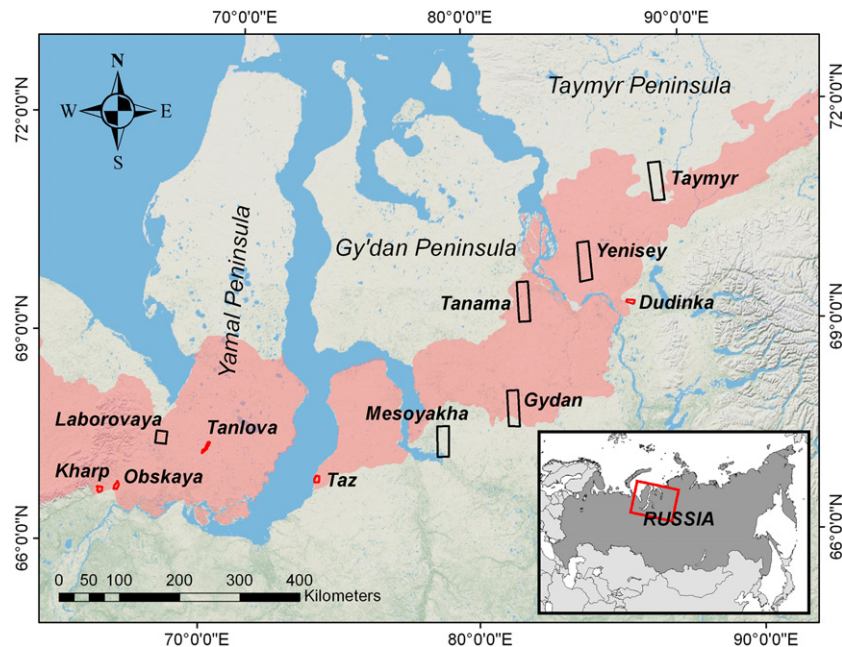 70°0'0"E 80°0'0"E 90°0'0"E
72°0'0"N 72°0'0"N
N
W E
S
Taymyr Peninsula
Taymyr
Yamal Peninsula
Gy'dan Peninsula
Yenisey
Tanama
Dudinka
69°0'0"N 69°0'0"N
Gydan
Mesoyakha
Laborovaya
Tanlova
Kharp
Obskaya
Taz
RUSSIA
66°0'0"N 66°0'0"N
0 50 100 200 300 400
Kilometers
70°0'0"E 80°0'0"E 90°0'0"E